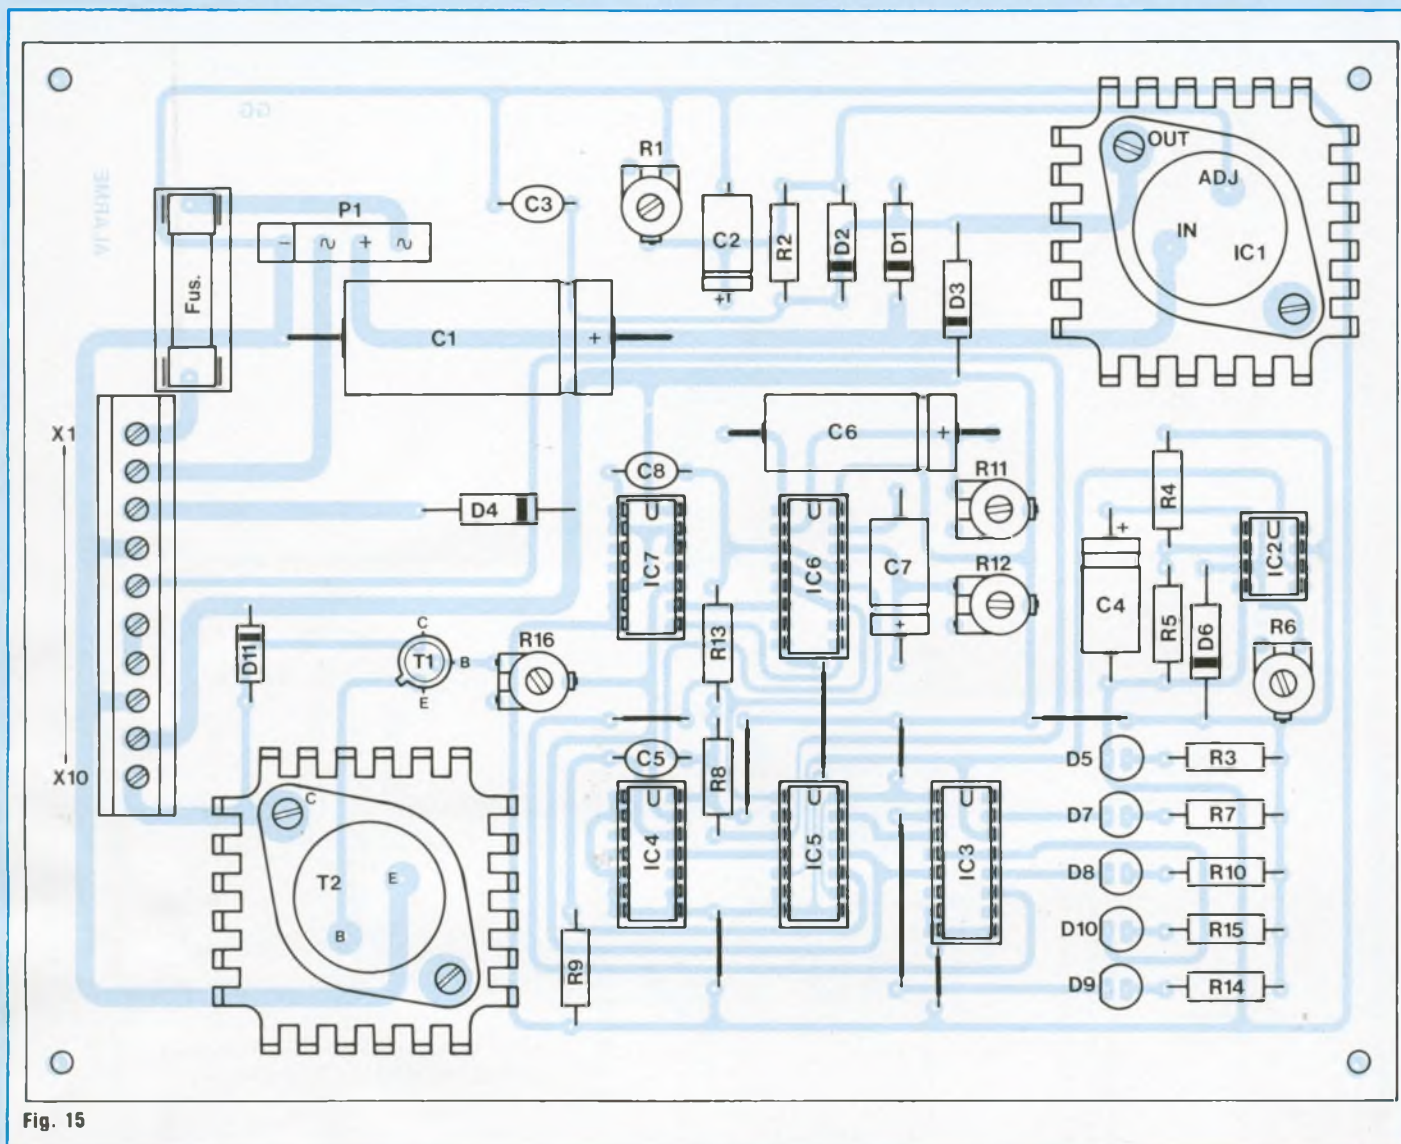 GG
ALARME
R1
OUT
ADJ
IN
IC1
P1
C3
C2
R2
D2
D1
D3
Fus.
C1
+
+
X1
C6
+
R11
C8
D4
R4
IC7
IC6
C7
+
R12
+
C4
IC2
R13
R5
D6
R6
D11
C
T1
B
E
R16
X10
C5
R8
D5
R3
C
IC4
IC5
IC3
D7
R7
T2
E
B
D8
R10
D10
R15
R9
D9
R14
Fig. 15